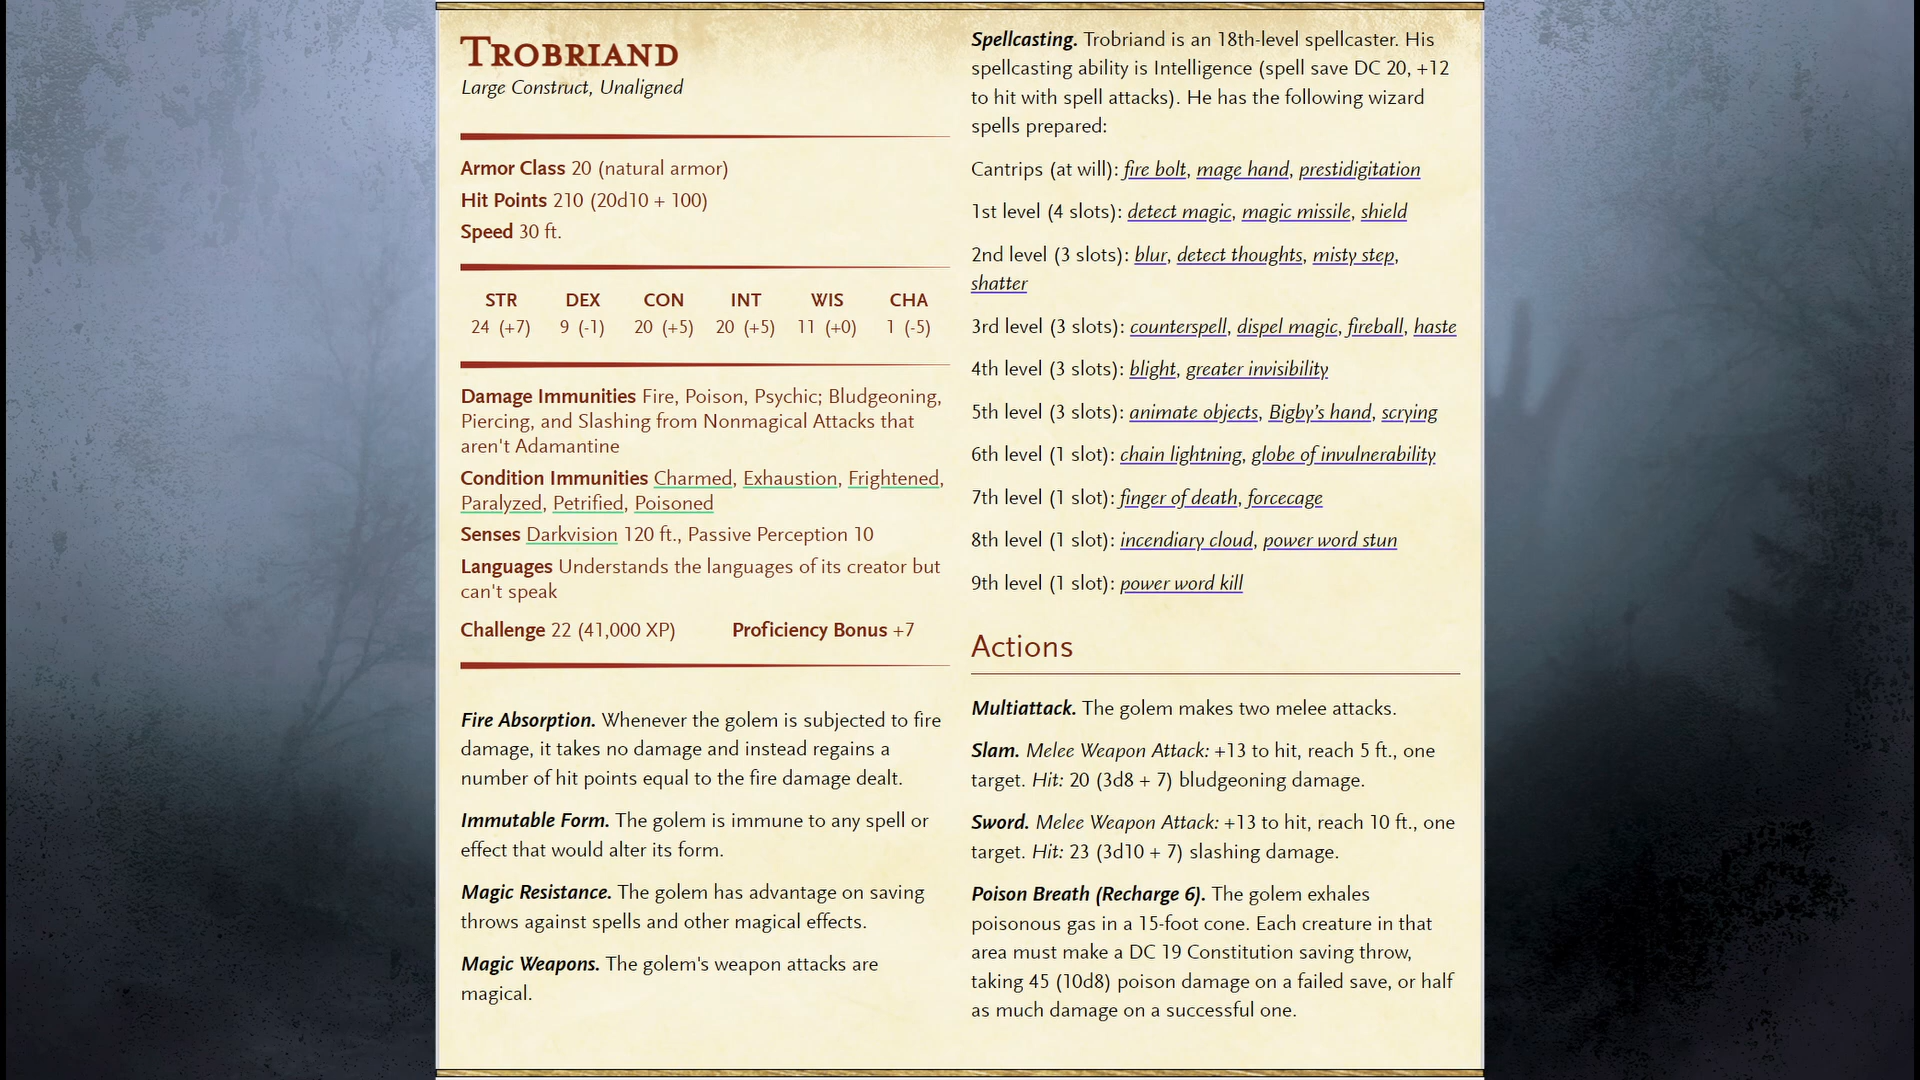 Trobriand
Large Construct, Unaligned
Armor Class 20 (natural armor)
Hit Points 210 (20d10 + 100)
Speed 30 ft.
STR DEX CON INT WIS CHA
24 (+7) 9 (-1) 20 (+5) 20 (+5) 11 (+0) 1 (-5)
Damage Immunities Fire, Poison, Psychic; Bludgeoning,
Piercing, and Slashing from Nonmagical Attacks that
aren't Adamantine
Condition Immunities Charmed, Exhaustion, Frightened,
Paralyzed, Petrified, Poisoned
Senses Darkvision 120 ft., Passive Perception 10
Languages Understands the languages of its creator but
can't speak
Challenge 22 (41,000 XP) Proficiency Bonus +7
Fire Absorption. Whenever the golem is subjected to fire
damage, it takes no damage and instead regains a
number of hit points equal to the fire damage dealt.
Immutable Form. The golem is immune to any spell or
effect that would alter its form.
Magic Resistance. The golem has advantage on saving
throws against spells and other magical effects.
Magic Weapons. The golem's weapon attacks are
magical.
Spellcasting. Trobriand is an 18th-level spellcaster. His
spellcasting ability is Intelligence (spell save DC 20, +12
to hit with spell attacks). He has the following wizard
spells prepared:
Cantrips (at will): fire bolt, mage hand, prestidigitation
1st level (4 slots): detect magic, magic missile, shield
2nd level (3 slots): blur, detect thoughts, misty step,
shatter
3rd level (3 slots): counterspell, dispel magic, fireball, haste
4th level (3 slots): blight, greater invisibility
5th level (3 slots): animate objects, Bigby's hand, scrying
6th level (1 slot): chain lightning, globe of invulnerability
7th level (1 slot): finger of death, forcecage
8th level (1 slot): incendiary cloud, power word stun
9th level (1 slot): power word kill
Actions
Multiattack. The golem makes two melee attacks.
Slam. Melee Weapon Attack: +13 to hit, reach 5 ft., one
target. Hit: 20 (3d8 + 7) bludgeoning damage.
Sword. Melee Weapon Attack: +13 to hit, reach 10 ft., one
target. Hit: 23 (3d10 + 7) slashing damage.
Poison Breath (Recharge 6). The golem exhales
poisonous gas in a 15-foot cone. Each creature in that
area must make a DC 19 Constitution saving throw,
taking 45 (10d8) poison damage on a failed save, or half
as much damage on a successful one.